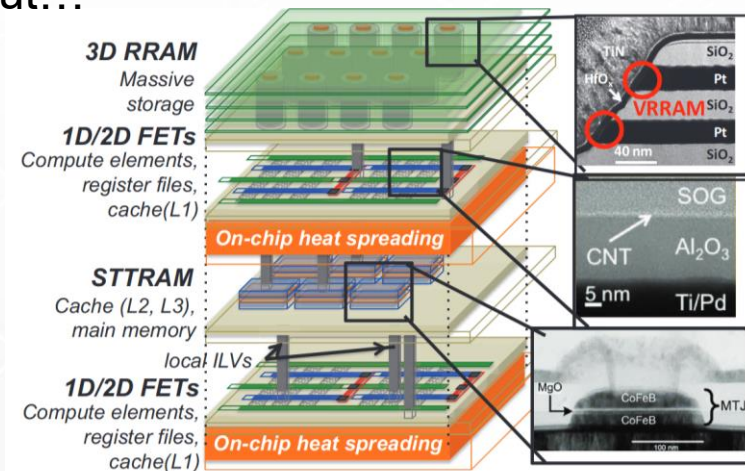 ut...
3D RRAM
Massive
storage
1D/2D FETs
Compute elements,
register files,
cache(L1)
On-chip heat spreading
STTRAM
Cache (L2, L3),
main memory
local ILVs
1D/2D FETs
Compute elements,
register files,
cache(L1)
On-chip heat spreading
TiN
HfOₓ
VRRAM
SiO₂
Pt
SiO₂
Pt
SiO₂
40 nm
SOG
CNT
Al₂O₃
5 nm
Ti/Pd
MgO
CoFeB
CoFeB
MTJ
100 nm